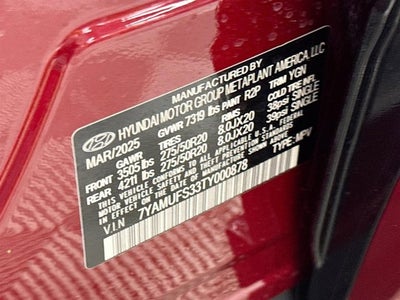 MANUFACTURED BY
HYUNDAI MOTOR GROUP METAPLANT AMERICA, LLC
MAR/2025 GVWR 7319 lbs PAINT R2P TRIM YGN
GAWR TIRE RIM COLD TIRE INFL.
FRONT 3505 lbs 275/50R20 8.0JX20 38psi SINGLE
REAR 4211 lbs 275/50R20 8.0JX20 39psi SINGLE
THIS VEHICLE CONFORMS TO ALL APPLICABLE U.S. FEDERAL
MOTOR VEHICLE SAFETY AND THEFT PREVENTION STANDARDS
IN EFFECT ON THE DATE OF MANUFACTURE SHOWN ABOVE.
V.I.N 7YAMUFS33TY000878 TYPE:MPV